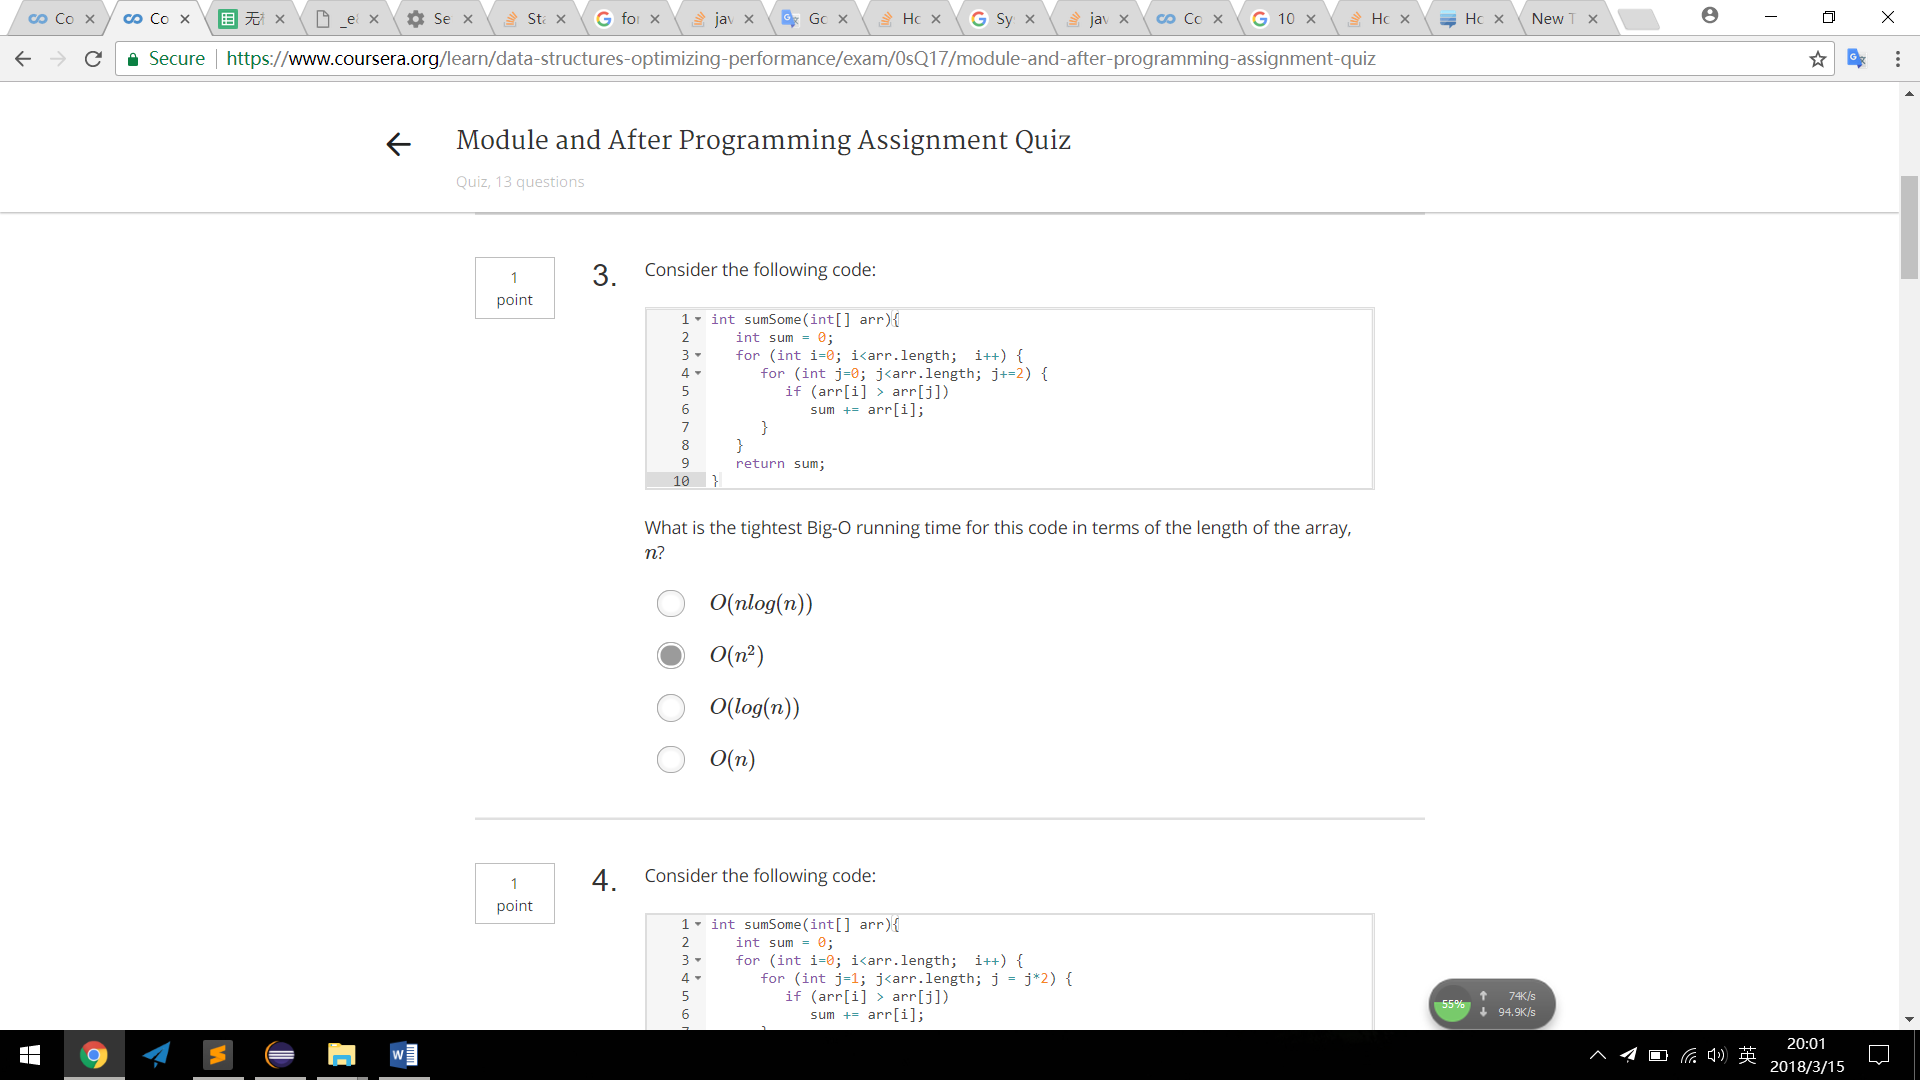 Co
Co
无
_e
Se
St
for
jav
Go
Ho
Sy
jav
Co
10
Ho
Ho
New T
Secure
https://www.coursera.org/learn/data-structures-optimizing-performance/exam/0sQ17/module-and-after-programming-assignment-quiz
Module and After Programming Assignment Quiz
Quiz, 13 questions
1
point
3.
Consider the following code:
1 int sumSome(int[] arr){
2 int sum = 0;
3 for (int i=0; i<arr.length;  i++) {
4 for (int j=0; j<arr.length; j+=2) {
5 if (arr[i] > arr[j])
6 sum += arr[i];
7 }
8 }
9 return sum;
10 }
What is the tightest Big-O running time for this code in terms of the length of the array,
n?
O(nlog(n))
O(n²)
O(log(n))
O(n)
1
point
4.
Consider the following code:
1 int sumSome(int[] arr){
2 int sum = 0;
3 for (int i=0; i<arr.length;  i++) {
4 for (int j=1; j<arr.length; j = j*2) {
5 if (arr[i] > arr[j])
6 sum += arr[i];
55%
74K/s
94.9K/s
英
20:01
2018/3/15